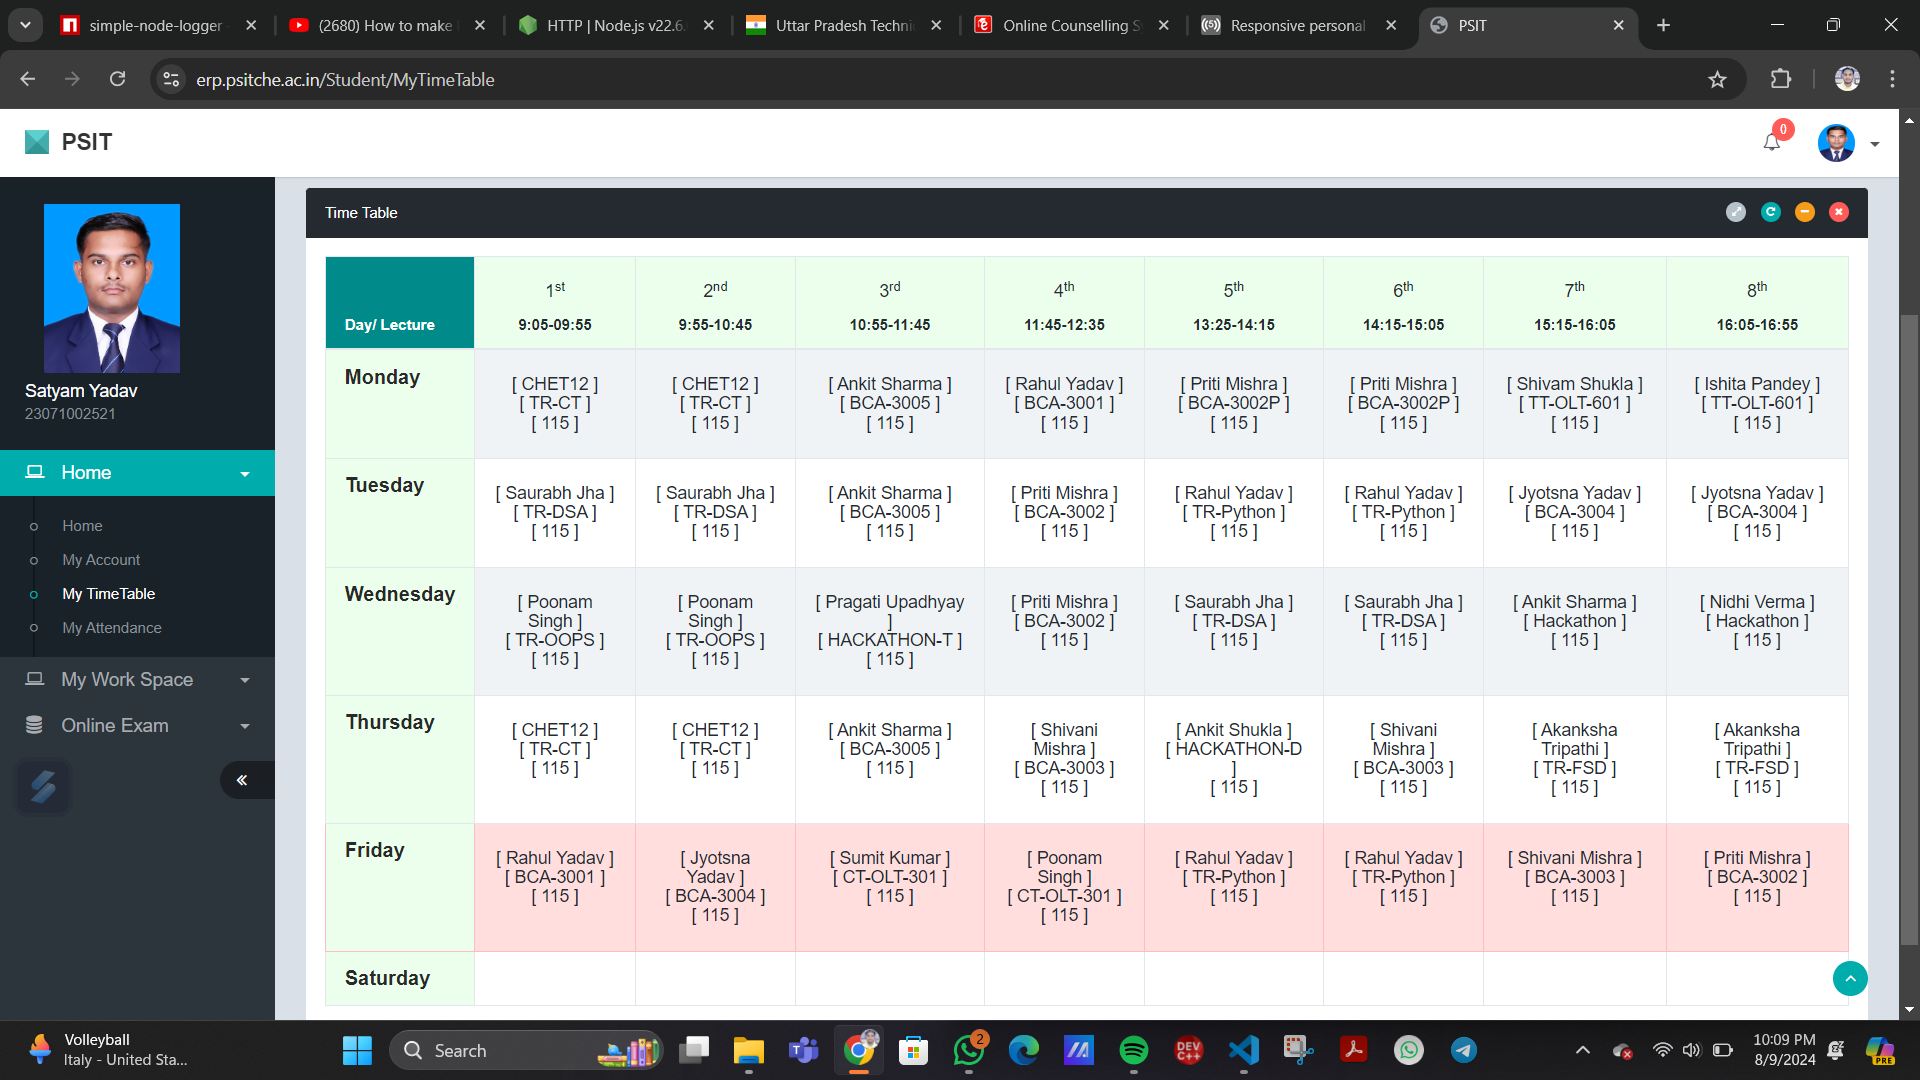 simple-node-logger
(2680) How to make
HTTP | Node.js v22.6.
Uttar Pradesh Techni
Online Counselling S
Responsive personal
PSIT
erp.psitche.ac.in/Student/MyTimeTable
PSIT
0
Satyam Yadav
23071002521
Home
Home
My Account
My TimeTable
My Attendance
My Work Space
Online Exam
Time Table
Day/ Lecture
1st
9:05-09:55
2nd
9:55-10:45
3rd
10:55-11:45
4th
11:45-12:35
5th
13:25-14:15
6th
14:15-15:05
7th
15:15-16:05
8th
16:05-16:55
Monday
[ CHET12 ]
[ TR-CT ]
[ 115 ]
[ CHET12 ]
[ TR-CT ]
[ 115 ]
[ Ankit Sharma ]
[ BCA-3005 ]
[ 115 ]
[ Rahul Yadav ]
[ BCA-3001 ]
[ 115 ]
[ Priti Mishra ]
[ BCA-3002P ]
[ 115 ]
[ Priti Mishra ]
[ BCA-3002P ]
[ 115 ]
[ Shivam Shukla ]
[ TT-OLT-601 ]
[ 115 ]
[ Ishita Pandey ]
[ TT-OLT-601 ]
[ 115 ]
Tuesday
[ Saurabh Jha ]
[ TR-DSA ]
[ 115 ]
[ Saurabh Jha ]
[ TR-DSA ]
[ 115 ]
[ Ankit Sharma ]
[ BCA-3005 ]
[ 115 ]
[ Priti Mishra ]
[ BCA-3002 ]
[ 115 ]
[ Rahul Yadav ]
[ TR-Python ]
[ 115 ]
[ Rahul Yadav ]
[ TR-Python ]
[ 115 ]
[ Jyotsna Yadav ]
[ BCA-3004 ]
[ 115 ]
[ Jyotsna Yadav ]
[ BCA-3004 ]
[ 115 ]
Wednesday
[ Poonam
Singh ]
[ TR-OOPS ]
[ 115 ]
[ Poonam
Singh ]
[ TR-OOPS ]
[ 115 ]
[ Pragati Upadhyay
]
[ HACKATHON-T ]
[ 115 ]
[ Priti Mishra ]
[ BCA-3002 ]
[ 115 ]
[ Saurabh Jha ]
[ TR-DSA ]
[ 115 ]
[ Saurabh Jha ]
[ TR-DSA ]
[ 115 ]
[ Ankit Sharma ]
[ Hackathon ]
[ 115 ]
[ Nidhi Verma ]
[ Hackathon ]
[ 115 ]
Thursday
[ CHET12 ]
[ TR-CT ]
[ 115 ]
[ CHET12 ]
[ TR-CT ]
[ 115 ]
[ Ankit Sharma ]
[ BCA-3005 ]
[ 115 ]
[ Shivani
Mishra ]
[ BCA-3003 ]
[ 115 ]
[ Ankit Shukla ]
[ HACKATHON-D
]
[ 115 ]
[ Shivani
Mishra ]
[ BCA-3003 ]
[ 115 ]
[ Akanksha
Tripathi ]
[ TR-FSD ]
[ 115 ]
[ Akanksha
Tripathi ]
[ TR-FSD ]
[ 115 ]
Friday
[ Rahul Yadav ]
[ BCA-3001 ]
[ 115 ]
[ Jyotsna
Yadav ]
[ BCA-3004 ]
[ 115 ]
[ Sumit Kumar ]
[ CT-OLT-301 ]
[ 115 ]
[ Poonam
Singh ]
[ CT-OLT-301 ]
[ 115 ]
[ Rahul Yadav ]
[ TR-Python ]
[ 115 ]
[ Rahul Yadav ]
[ TR-Python ]
[ 115 ]
[ Shivani Mishra ]
[ BCA-3003 ]
[ 115 ]
[ Priti Mishra ]
[ BCA-3002 ]
[ 115 ]
Saturday
Volleyball
Italy - United Sta...
Search
2
DEV
C++
PRE
10:09 PM
8/9/2024